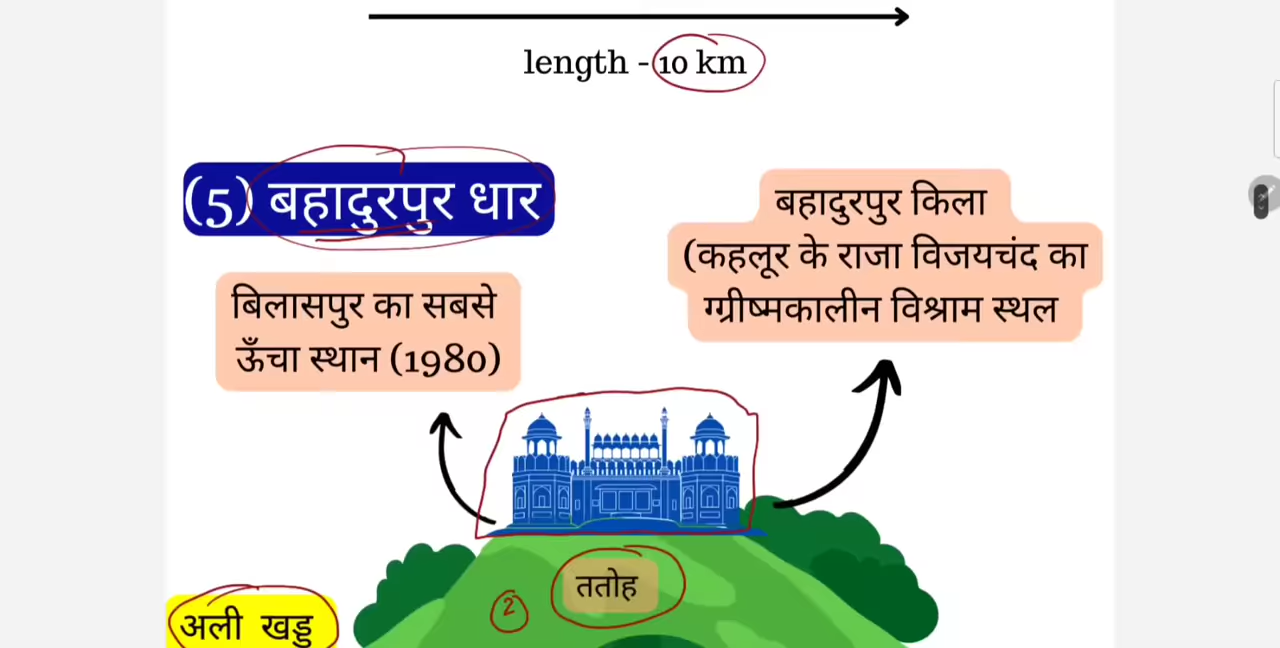 length - 10 km
(5) बहादुरपुर धार
बहादुरपुर किला
(कहलूर के राजा विजयचंद का
ग्ग्रीष्मकालीन विश्राम स्थल
बिलासपुर का सबसे
ऊँचा स्थान (1980)
ततोह
2
अली खड्ड